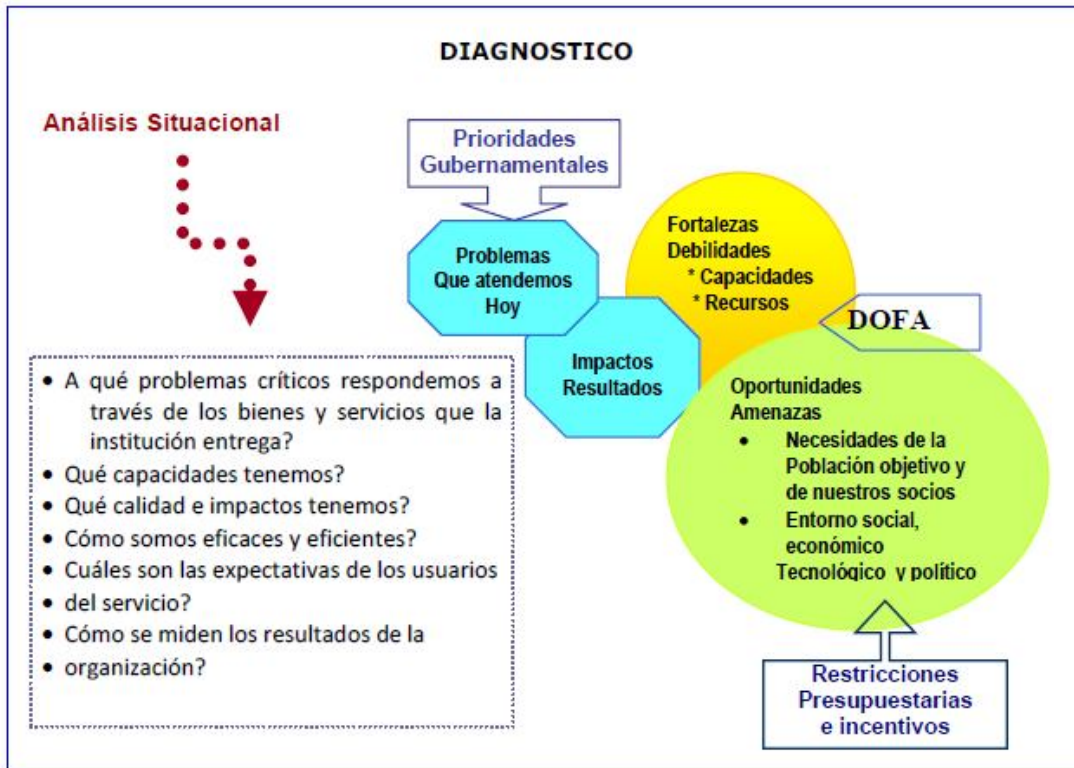 DIAGNOSTICO
Análisis Situacional
Prioridades
Gubernamentales
Problemas
Que atendemos
Hoy
Impactos
Resultados
Fortalezas
Debilidades
* Capacidades
* Recursos
DOFA
Oportunidades
Amenazas
• Necesidades de la
Población objetivo y
de nuestros socios
• Entorno social,
económico
Tecnológico y político
Restricciones
Presupuestarias
e incentivos
• A qué problemas críticos respondemos a
través de los bienes y servicios que la
institución entrega?
• Qué capacidades tenemos?
• Qué calidad e impactos tenemos?
• Cómo somos eficaces y eficientes?
• Cuáles son las expectativas de los usuarios
• del servicio?
• Cómo se miden los resultados de la
• organización?